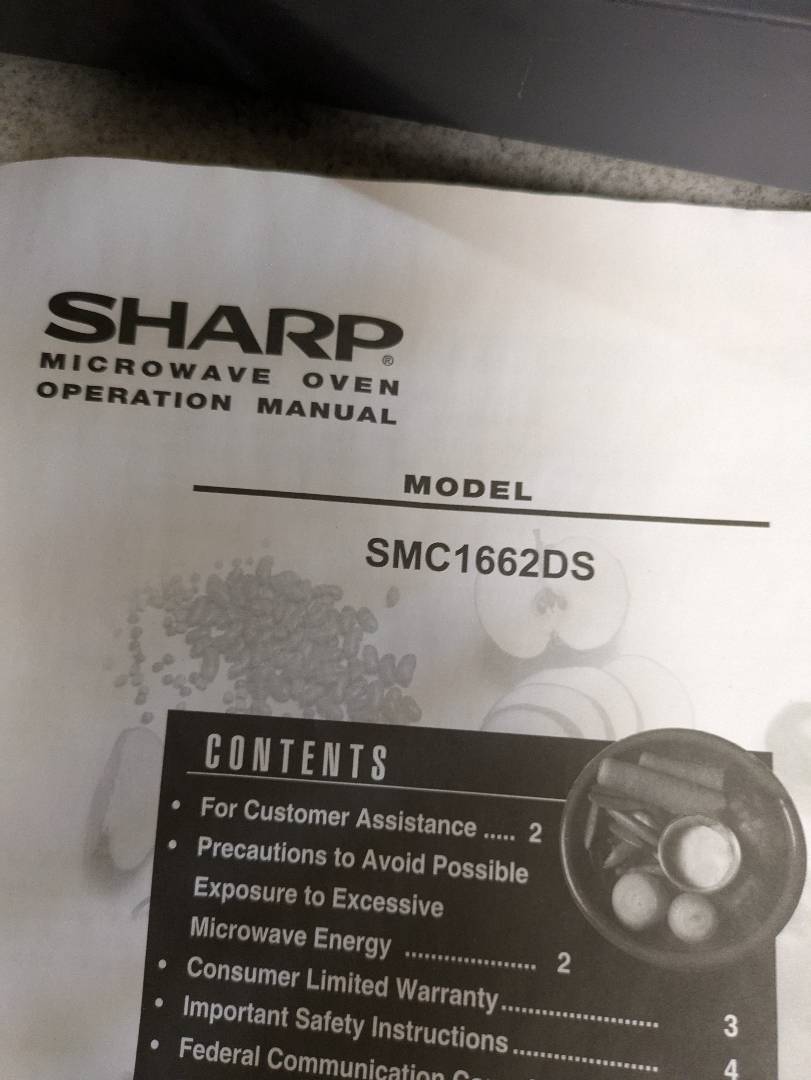 SHARP®
MICROWAVE OVEN
OPERATION MANUAL
MODEL
SMC1662DS
CONTENTS
• For Customer Assistance ..... 2
• Precautions to Avoid Possible
Exposure to Excessive
Microwave Energy .................... 2
• Consumer Limited Warranty........................ 3
• Important Safety Instructions...................... 4
• Federal Communication